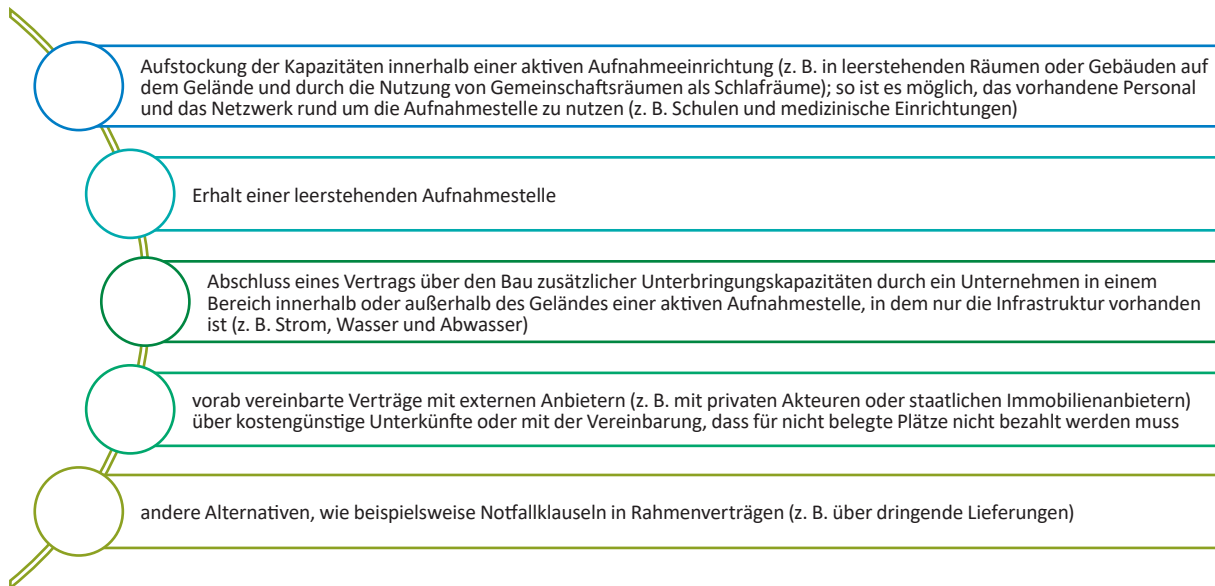 Aufstockung der Kapazitäten innerhalb einer aktiven Aufnahmeeinrichtung (z. B. in leerstehenden Räumen oder Gebäuden auf
dem Gelände und durch die Nutzung von Gemeinschaftsräumen als Schlafräume); so ist es möglich, das vorhandene Personal
und das Netzwerk rund um die Aufnahmestelle zu nutzen (z. B. Schulen und medizinische Einrichtungen)
Erhalt einer leerstehenden Aufnahmestelle
Abschluss eines Vertrags über den Bau zusätzlicher Unterbringungskapazitäten durch ein Unternehmen in einem
Bereich innerhalb oder außerhalb des Geländes einer aktiven Aufnahmestelle, in dem nur die Infrastruktur vorhanden
ist (z. B. Strom, Wasser und Abwasser)
vorab vereinbarte Verträge mit externen Anbietern (z. B. mit privaten Akteuren oder staatlichen Immobilienanbietern)
über kostengünstige Unterkünfte oder mit der Vereinbarung, dass für nicht belegte Plätze nicht bezahlt werden muss
andere Alternativen, wie beispielsweise Notfallklauseln in Rahmenverträgen (z. B. über dringende Lieferungen)